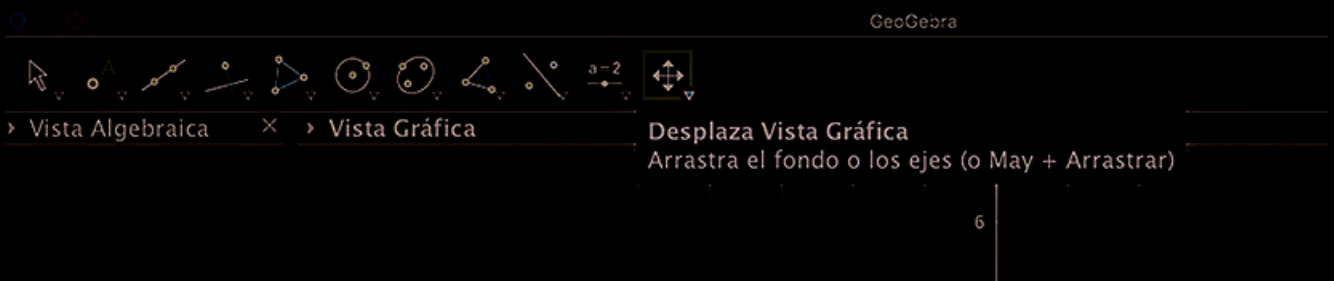 GeoGebra
A
a=2
Vista Algebraica
Vista Gráfica
Desplaza Vista Gráfica
Arrastra el fondo o los ejes (o May + Arrastrar)
6